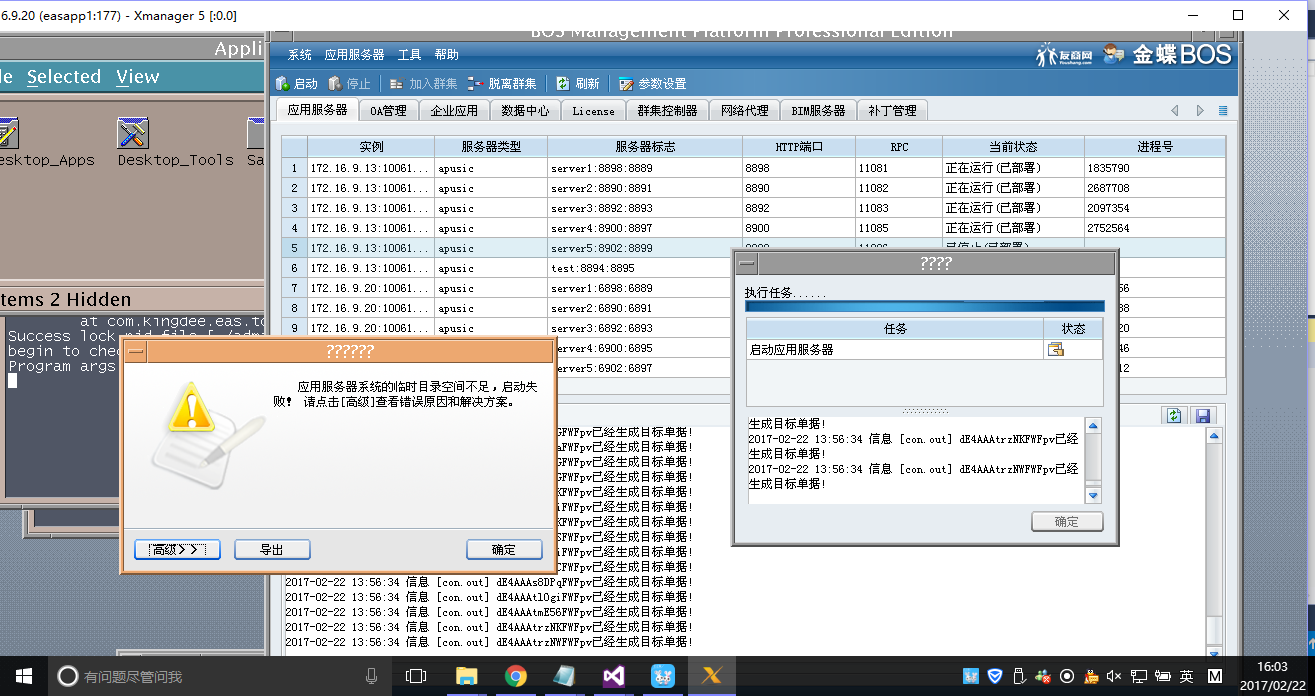 6.9.20 (easapp1:177) - Xmanager 5 [:0.0]
Appli
le Selected View
esktop_Apps Desktop_Tools Sa
tems 2 Hidden
at com.kingdee.eas.to
begin to chec
Program args
BOS Management Platform Professional Edition
系统 应用服务器 工具 帮助
友商网 Youshang.com 金蝶BOS
启动 停止 加入群集 脱离群集 刷新 参数设置
应用服务器 OA管理 企业应用 数据中心 License 群集控制器 网络代理 BIM服务器 补丁管理
实例 服务器类型 服务器标志 HTTP端口 RPC 当前状态 进程号
1 172.16.9.13:10061... apusic server1:8898:8889 8898 11081 正在运行(已部署) 1835790
2 172.16.9.13:10061... apusic server2:8890:8891 8890 11082 正在运行(已部署) 2687708
3 172.16.9.13:10061... apusic server3:8892:8893 8892 11083 正在运行(已部署) 2097354
4 172.16.9.13:10061... apusic server4:8900:8897 8900 11085 正在运行(已部署) 2752564
5 172.16.9.13:10061... apusic server5:8902:8899
6 172.16.9.13:10061... apusic test:8894:8895
7 172.16.9.20:10061... apusic server1:6898:6889 56
8 172.16.9.20:10061... apusic server2:6890:6891 88
9 172.16.9.20:10061... apusic server3:6892:6893 20
server4:6900:6895 46
server5:6902:6897 12
????
执行任务......
任务 状态
启动应用服务器
生成目标单据!
2017-02-22 13:56:34 信息 [con.out] dE4AAAtrzNKFWFpv已经
生成目标单据!
2017-02-22 13:56:34 信息 [con.out] dE4AAAtrzNWFWFpv已经
生成目标单据!
确定
??????
应用服务器系统的临时目录空间不足，启动失
败! 请点击[高级]查看错误原因和解决方案。
高级>> 导出 确定
GFWFpv已经生成目标单据!
aFWFpv已经生成目标单据!
FWFpv已经生成目标单据!
GFWFpv已经生成目标单据!
KFWFpv已经生成目标单据!
iFWFpv已经生成目标单据!
KFWFpv已经生成目标单据!
FWFpv已经生成目标单据!
iFWFpv已经生成目标单据!
CFWFpv已经生成目标单据!
2017-02-22 13:56:34 信息 [con.out] dE4AAAs8DFqFWFpv已经生成目标单据!
2017-02-22 13:56:34 信息 [con.out] dE4AAAtlOgiFWFpv已经生成目标单据!
2017-02-22 13:56:34 信息 [con.out] dE4AAAtmE56FWFpv已经生成目标单据!
2017-02-22 13:56:34 信息 [con.out] dE4AAAtrzNKFWFpv已经生成目标单据!
2017-02-22 13:56:34 信息 [con.out] dE4AAAtrzNWFWFpv已经生成目标单据!
有问题尽管问我
英 M
16:03
2017/02/22